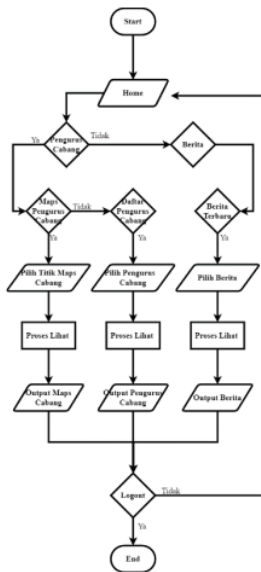 Start
Home
Pengurus
Cabang
Ya
Tidak
Berita
Maps
Pengurus
Cabang
Tidak
Daftar
Pengurus
Cabang
Berita
Terbaru
Ya
Ya
Ya
Pilih Titik Maps
Cabang
Pilih Pengurus
Cabang
Pilih Berita
Proses Lihat
Proses Lihat
Proses Lihat
Output Maps
Cabang
Output Pengurus
Cabang
Output Berita
Logout
Tidak
Ya
End